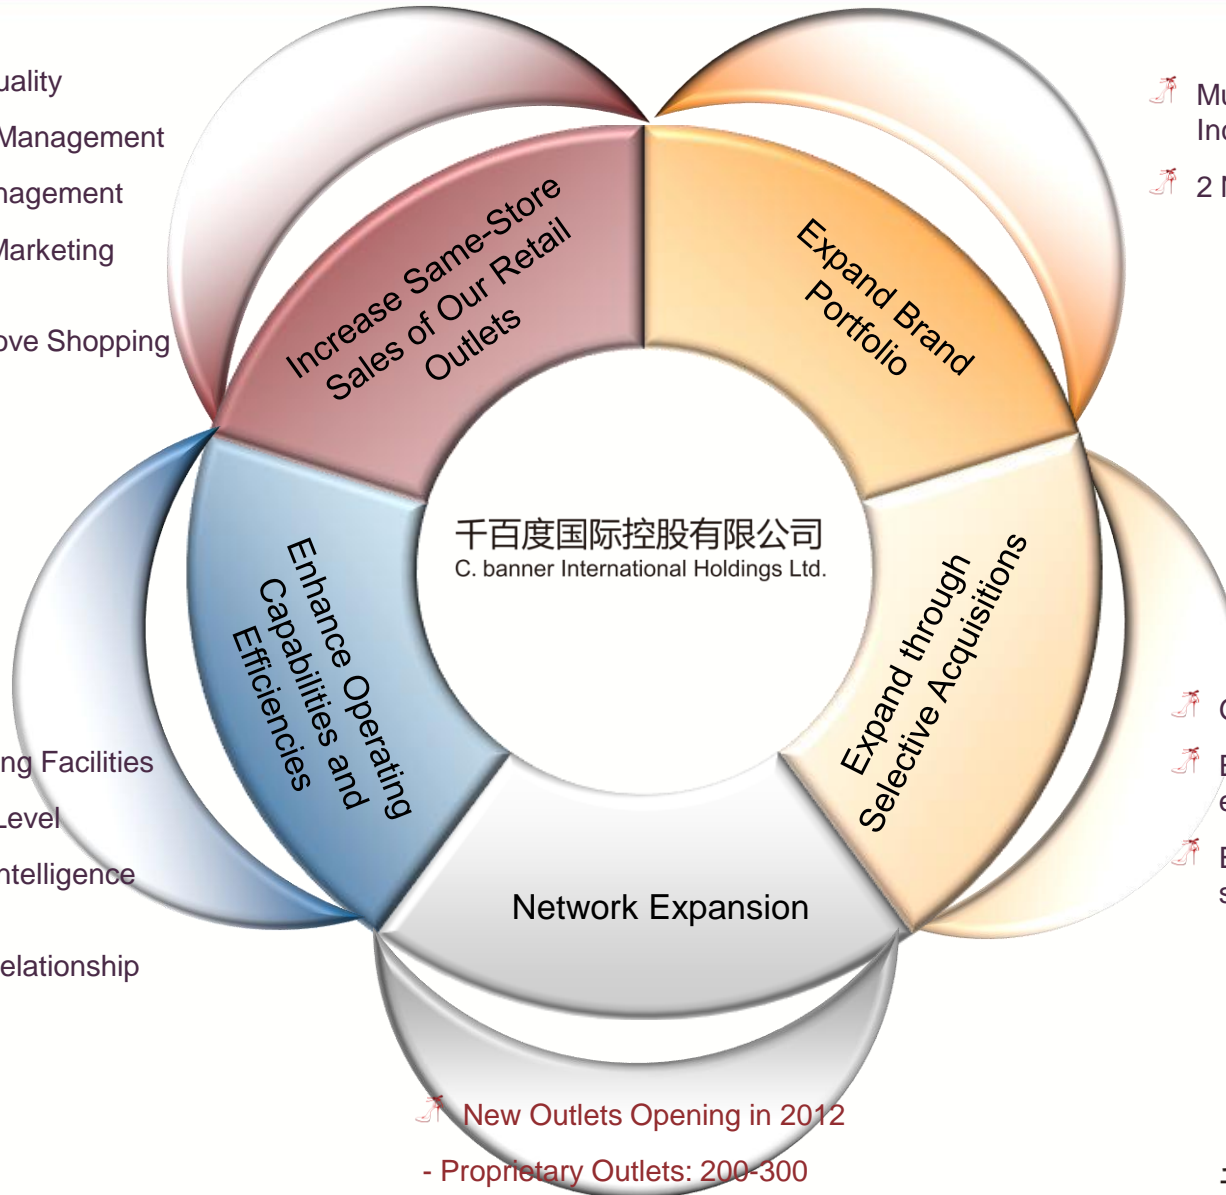 uality
Management
nagement
Marketing
ove Shopping
Increase Same-Store
Sales of Our Retail
Outlets
Expand Brand
Portfolio
2
千百度国际控股有限公司
C. banner International Holdings Ltd.
Enhance Operating
Capabilities and
Efficiencies
Expand through
Selective Acquisitions
ng Facilities
Level
ntelligence
elationship
Network Expansion
New Outlets Opening in 2012
- Proprietary Outlets: 200-300